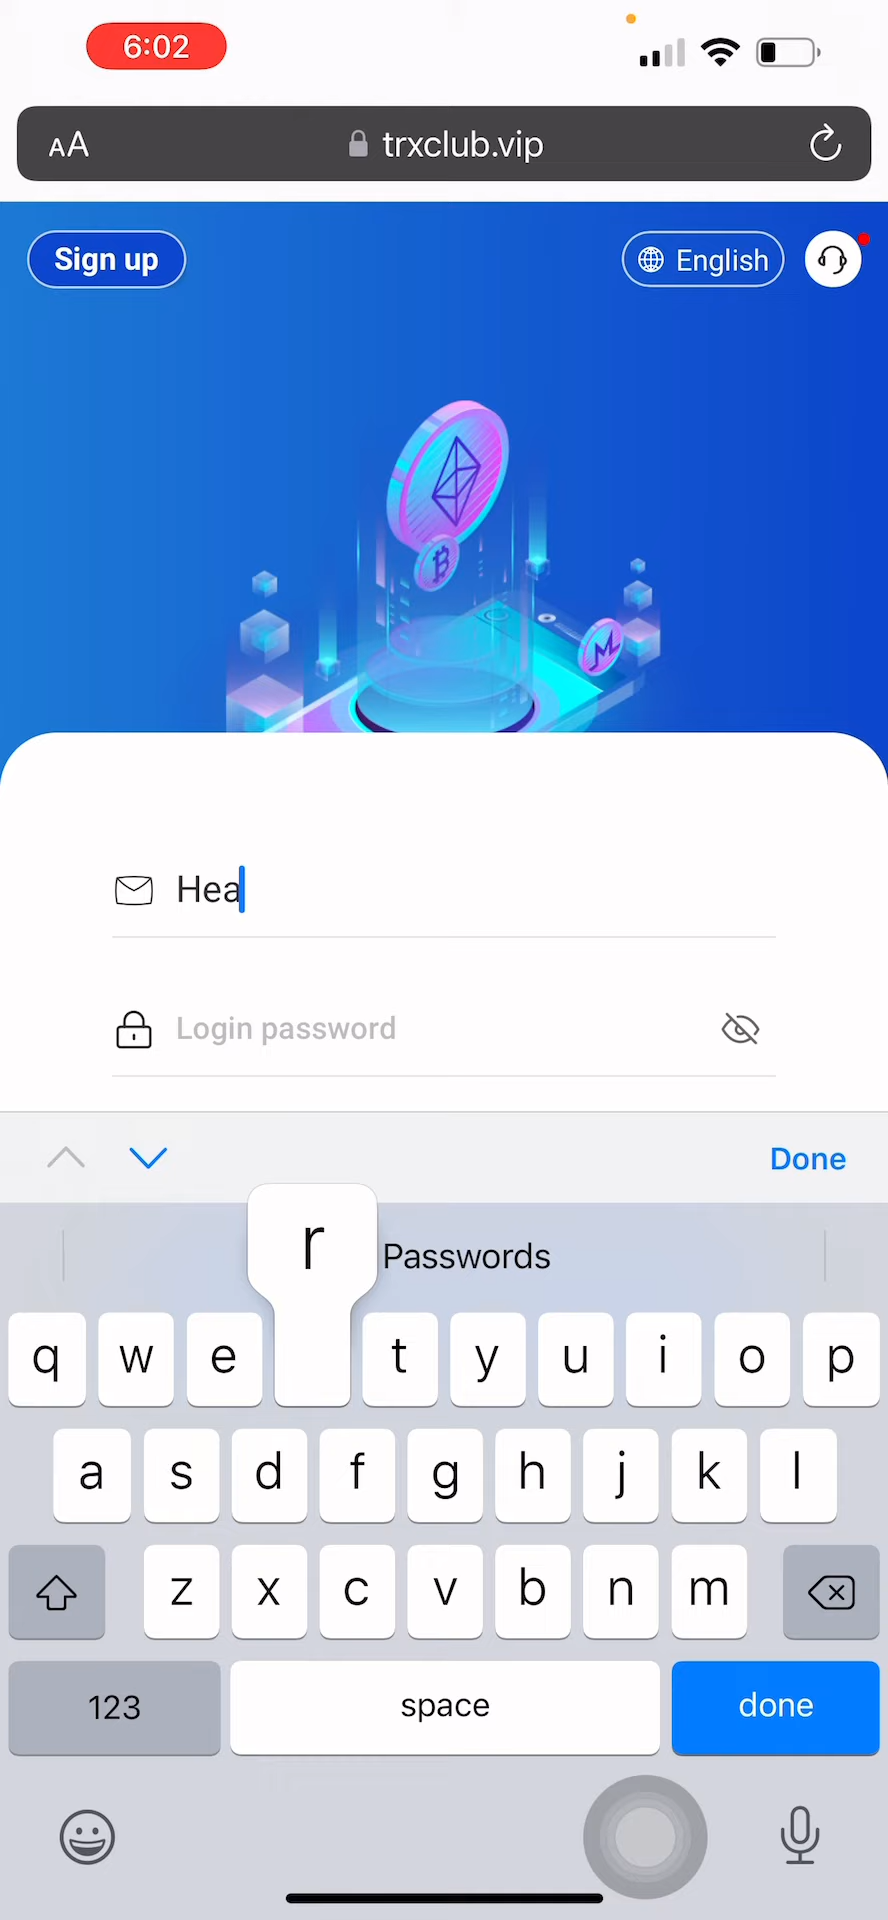 6:02
AA
trxclub.vip
Sign up
English
Hea
Login password
Done
r
Passwords
q w e t y u i o p
a s d f g h j k l
z x c v b n m
123
space
done